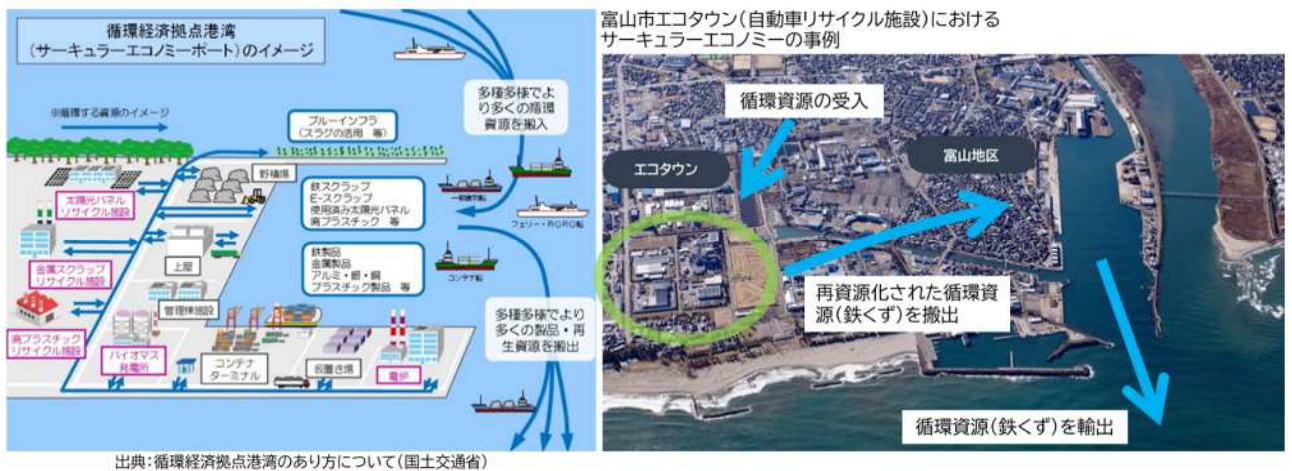 循環経済拠点港湾
(サーキュラーエコノミーポート)のイメージ
※循環する資源のイメージ
多種多様でよ
り多くの循環
資源を搬入
ブルーインフラ
(スラグの活用 等)
野積場
太陽光パネル
リサイクル施設
鉄スクラップ
E-スクラップ
使用済み太陽光パネル
廃プラスチック 等
一般貨物船
フェリー・RORO船
上屋
金属スクラップ
リサイクル施設
鉄製品
金属製品
アルミ・銀・銅
プラスチック製品 等
コンテナ船
管理棟施設
廃プラスチック
リサイクル施設
バイオマス
発電所
コンテナ
ターミナル
仮置き場
電炉
多種多様でより
多くの製品・再
生資源を搬出
出典:循環経済拠点港湾のあり方について(国土交通省)
富山市エコタウン(自動車リサイクル施設)における
サーキュラーエコノミーの事例
循環資源の受入
エコタウン
富山地区
再資源化された循環資
源(鉄くず)を搬出
循環資源(鉄くず)を輸出